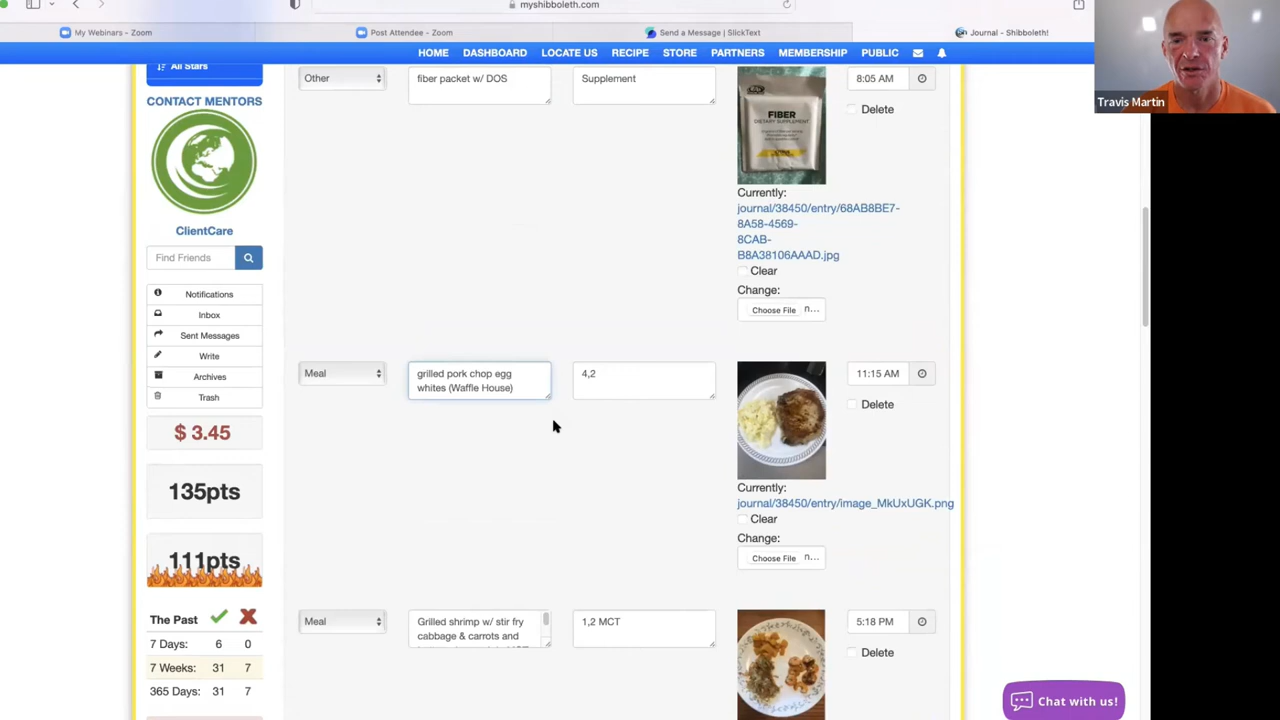 myshibboleth.com
My Webinars - Zoom
Post Attendee - Zoom
Send a Message | SlickText
Journal - Shibboleth!
HOME DASHBOARD LOCATE US RECIPE STORE PARTNERS MEMBERSHIP PUBLIC
Travis Martin
All Stars
CONTACT MENTORS
ClientCare
Find Friends
Notifications
Inbox
Sent Messages
Write
Archives
Trash
$ 3.45
135pts
111pts
The Past
7 Days: 6 0
7 Weeks: 31 7
365 Days: 31 7
Other
fiber packet w/ DOS
Supplement
FIBER
DIETARY SUPPLEMENT
8:05 AM
Delete
Currently:
journal/38450/entry/68AB8BE7-
8A58-4569-
8CAB-
B8A38106AAAD.jpg
Clear
Change:
Choose File n...
Meal
grilled pork chop egg
whites (Waffle House)
4,2
11:15 AM
Delete
Currently:
journal/38450/entry/image_MkUxUGK.png
Clear
Change:
Choose File n...
Meal
Grilled shrimp w/ stir fry
cabbage & carrots and
1,2 MCT
5:18 PM
Delete
Chat with us!